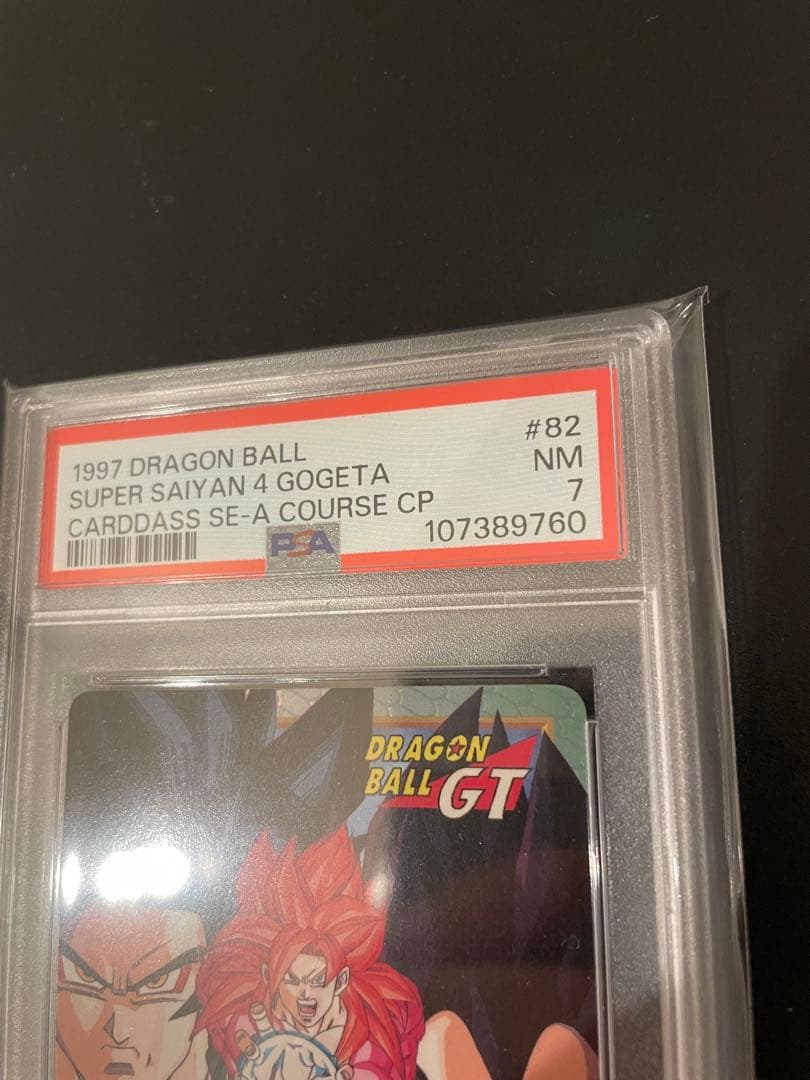 1997 DRAGON BALL
SUPER SAIYAN 4 GOGETA
CARDDASS SE-A COURSE CP
#82
NM
7
107389760
PSA
DRAGON
BALL GT